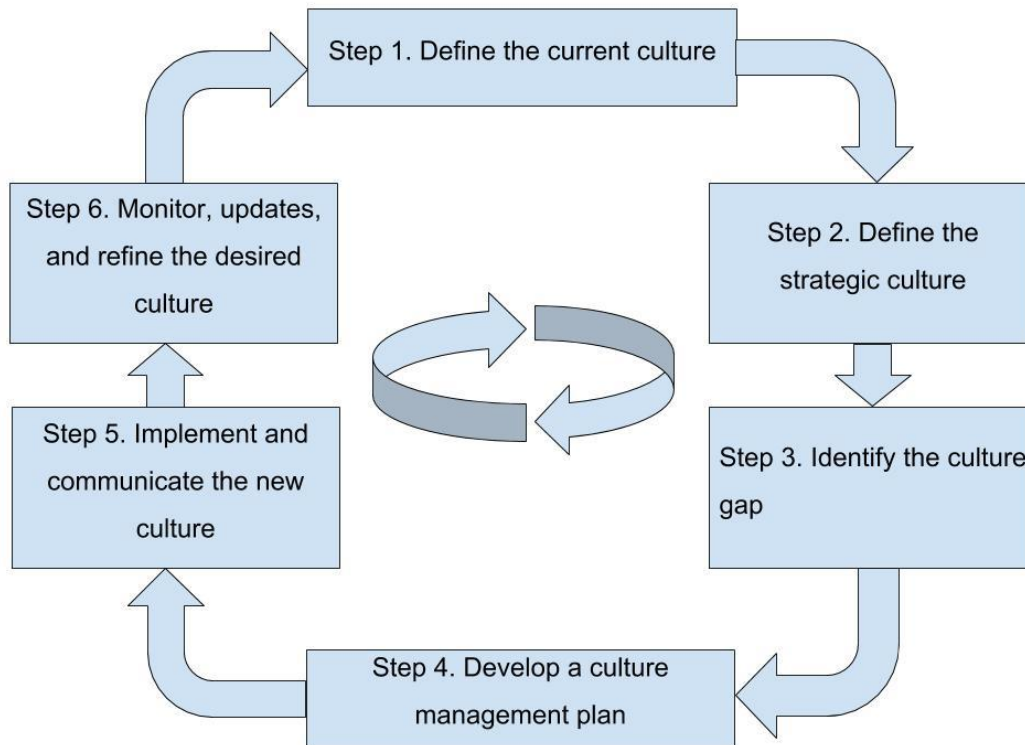 Step 1. Define the current culture
Step 2. Define the
strategic culture
Step 3. Identify the culture
gap
Step 4. Develop a culture
management plan
Step 5. Implement and
communicate the new
culture
Step 6. Monitor, updates,
and refine the desired
culture